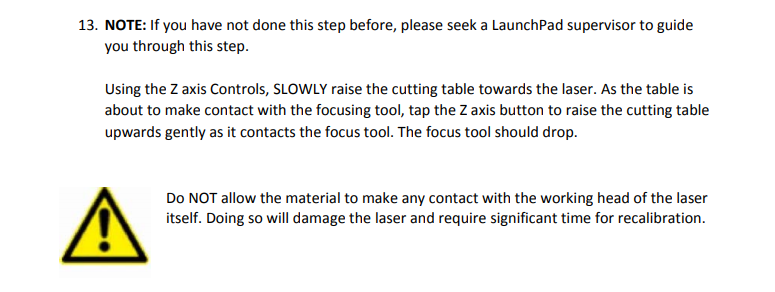 13. NOTE: If you have not done this step before, please seek a LaunchPad supervisor to guide
you through this step.
Using the Z axis Controls, SLOWLY raise the cutting table towards the laser. As the table is
about to make contact with the focusing tool, tap the Z axis button to raise the cutting table
upwards gently as it contacts the focus tool. The focus tool should drop.
Do NOT allow the material to make any contact with the working head of the laser
itself. Doing so will damage the laser and require significant time for recalibration.